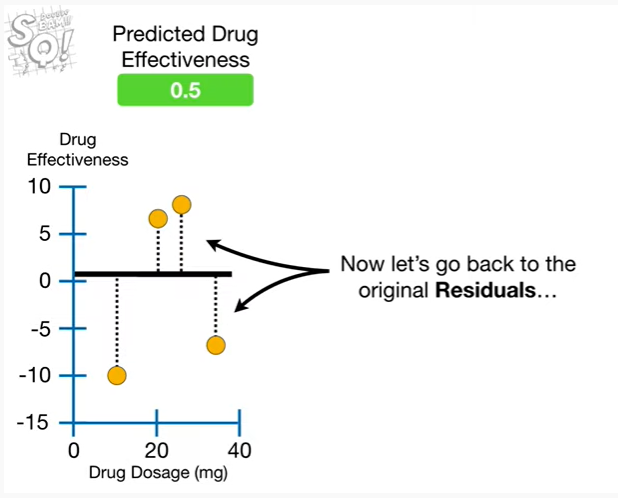 SQ!
Predicted Drug
Effectiveness
0.5
Drug
Effectiveness
10
5
0
-5
-10
-15
0
20
40
Drug Dosage (mg)
Now let's go back to the
original Residuals...